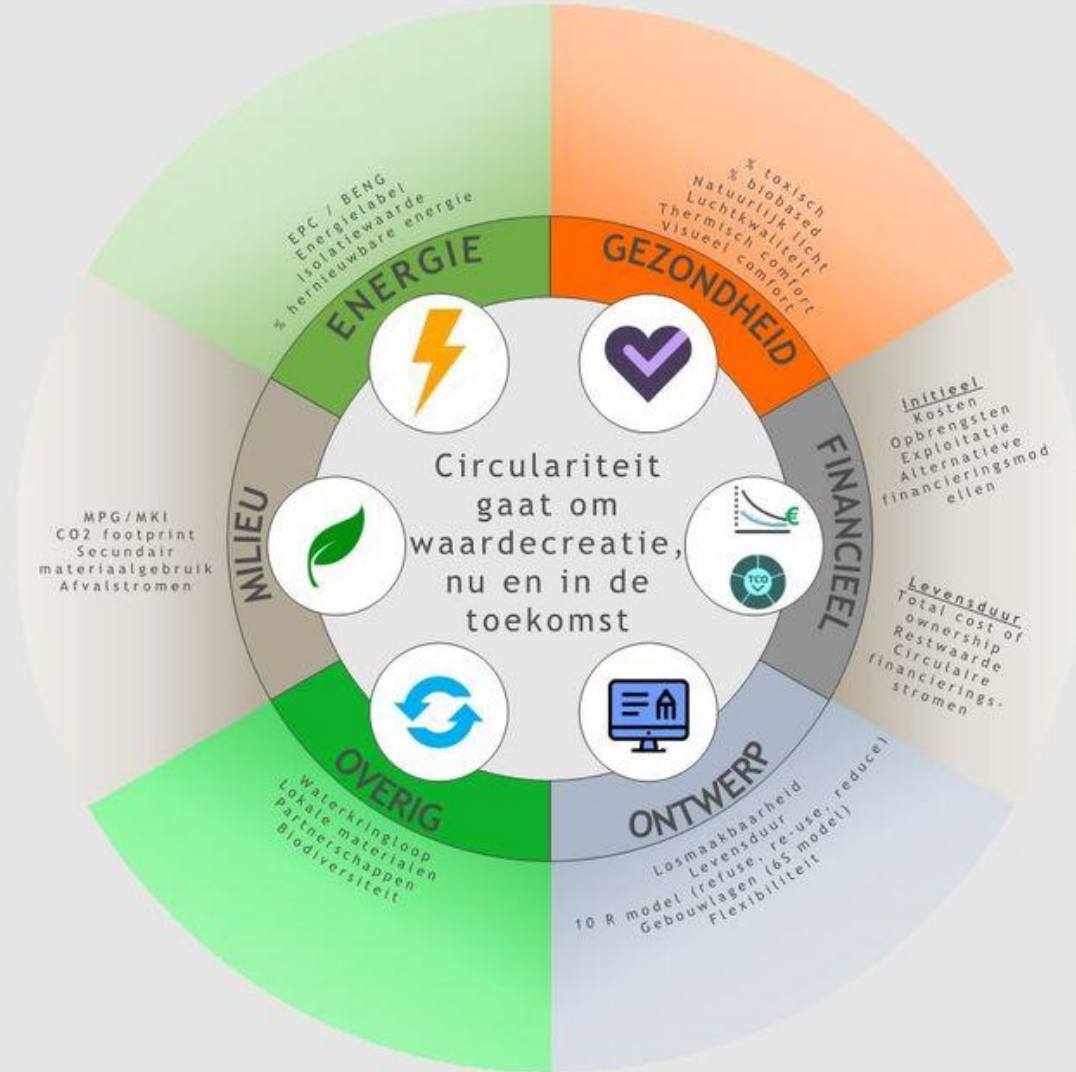 EPC / BENG
Energielabel
Isolatiewaarde
% hernieuwbare energie
ENERGIE
% toxisch
% biobased
Natuurlijk licht
Luchtkwaliteit
Thermisch comfort
Visueel comfort
GEZONDHEID
Initieel
Kosten
Opbrengsten
Exploitatie
Alternatieve
financieringsmod
ellen
FINANCIEEL
Levensduur
Total cost of
ownership
Restwaarde
Circulaire
financierings-
stromen
€
TCO
Circulariteit
gaat om
waardecreatie,
nu en in de
toekomst
MILIEU
MPG/MKI
CO2 footprint
Secundair
materiaalgebruik
Afvalstromen
OVERIG
Waterkringloop
Lokale materialen
Partnerschappen
Biodiversiteit
ONTWERP
Losmaakbaarheid
Levensduur
10 R model (refuse, re-use, reduce)
Gebouwlagen (6S model)
Flexibiliteit